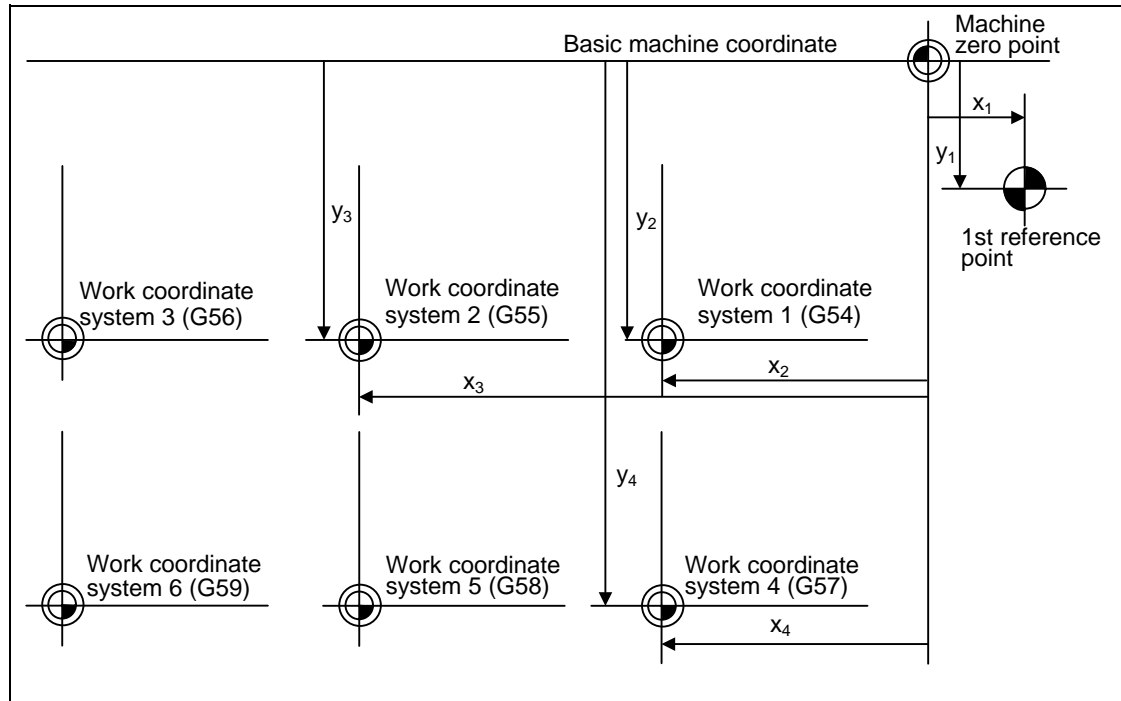 Basic machine coordinate
Machine
zero point
x₁
y₁
1st reference
point
y₃
y₂
Work coordinate
system 3 (G56)
Work coordinate
system 2 (G55)
Work coordinate
system 1 (G54)
x₂
x₃
y₄
Work coordinate
system 6 (G59)
Work coordinate
system 5 (G58)
Work coordinate
system 4 (G57)
x₄